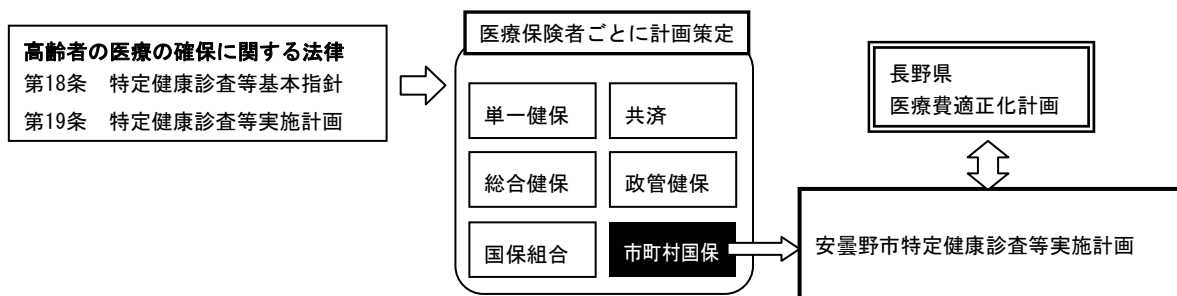 高齢者の医療の確保に関する法律
第18条 特定健康診査等基本指針
第19条 特定健康診査等実施計画
医療保険者ごとに計画策定
単一健保
共済
総合健保
政管健保
国保組合
市町村国保
長野県
医療費適正化計画
安曇野市特定健康診査等実施計画